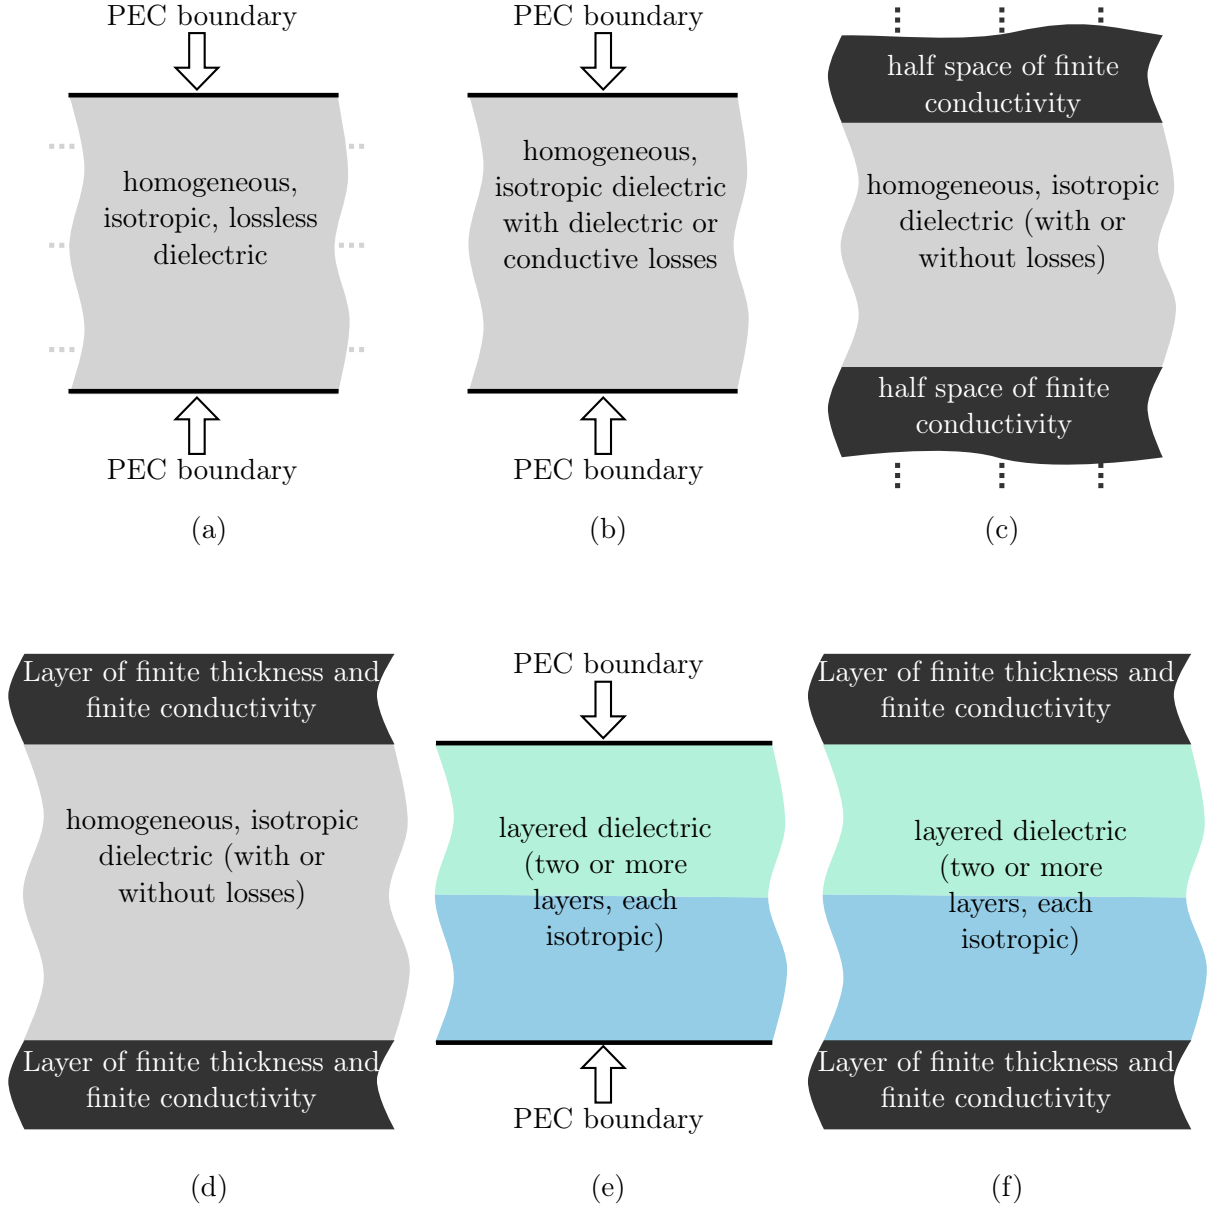 PEC boundary
homogeneous,
isotropic, lossless
dielectric
PEC boundary
(a)
PEC boundary
homogeneous,
isotropic dielectric
with dielectric or
conductive losses
PEC boundary
(b)
half space of finite
conductivity
homogeneous, isotropic
dielectric (with or
without losses)
half space of finite
conductivity
(c)
Layer of finite thickness and
finite conductivity
homogeneous, isotropic
dielectric (with or
without losses)
Layer of finite thickness and
finite conductivity
(d)
PEC boundary
layered dielectric
(two or more
layers, each
isotropic)
PEC boundary
(e)
Layer of finite thickness and
finite conductivity
layered dielectric
(two or more
layers, each
isotropic)
Layer of finite thickness and
finite conductivity
(f)